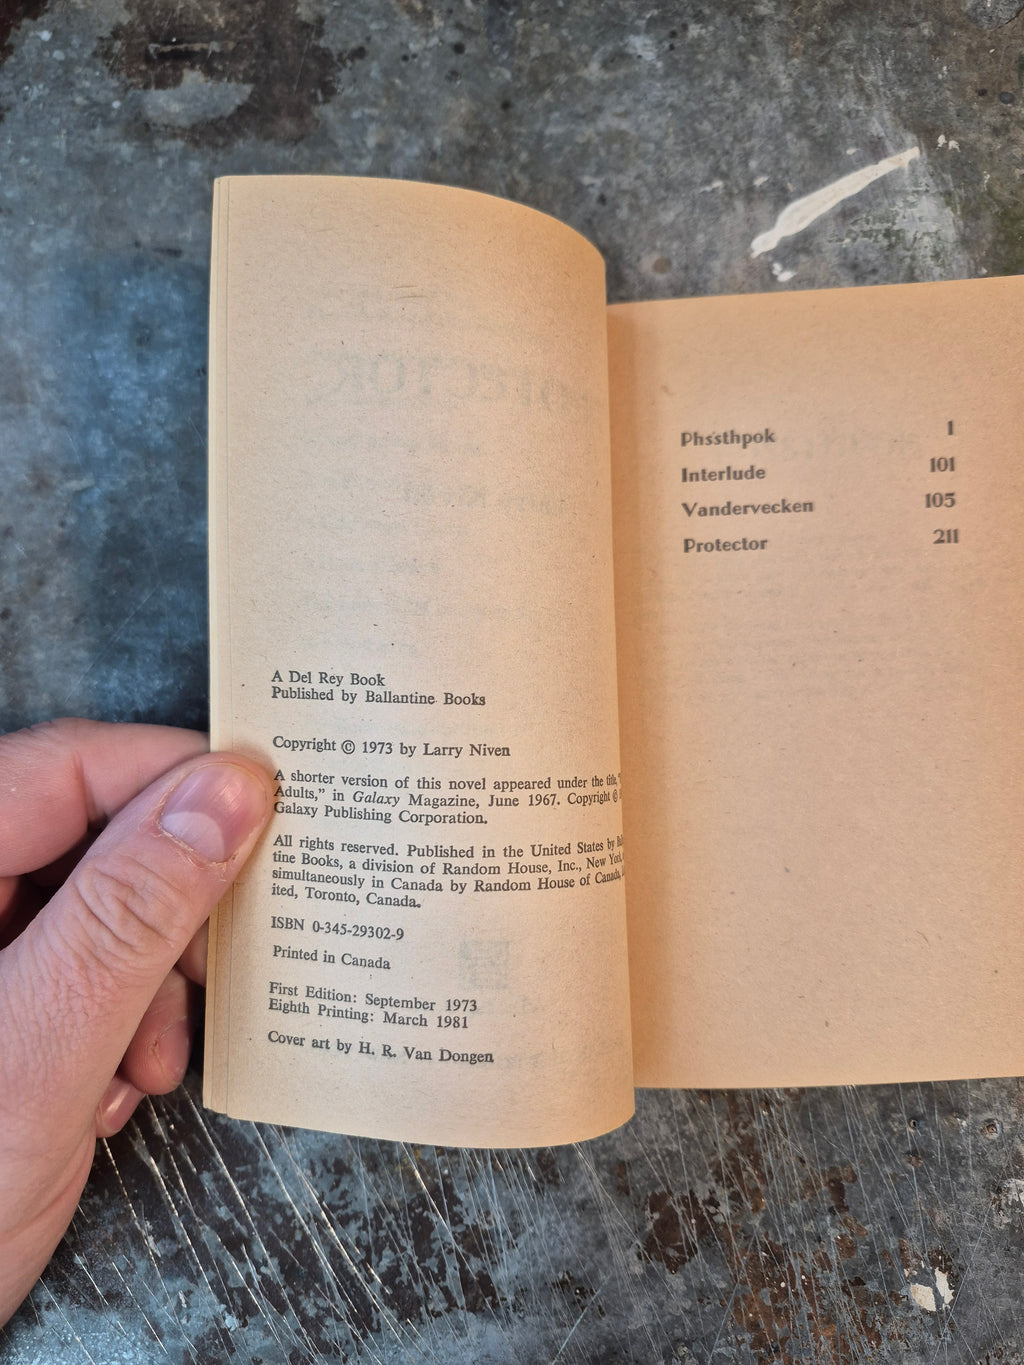 A Del Rey Book
Published by Ballantine Books
Copyright © 1973 by Larry Niven
A shorter version of this novel appeared under the title, "
Adults," in Galaxy Magazine, June 1967. Copyright ©
Galaxy Publishing Corporation.
All rights reserved. Published in the United States by
tine Books, a division of Random House, Inc., New York,
simultaneously in Canada by Random House of Canada,
ited, Toronto, Canada.
ISBN 0-345-29302-9
Printed in Canada
First Edition: September 1973
Eighth Printing: March 1981
Cover art by H. R. Van Dongen
Phssthpok 1
Interlude 101
Vandervecken 105
Protector 211